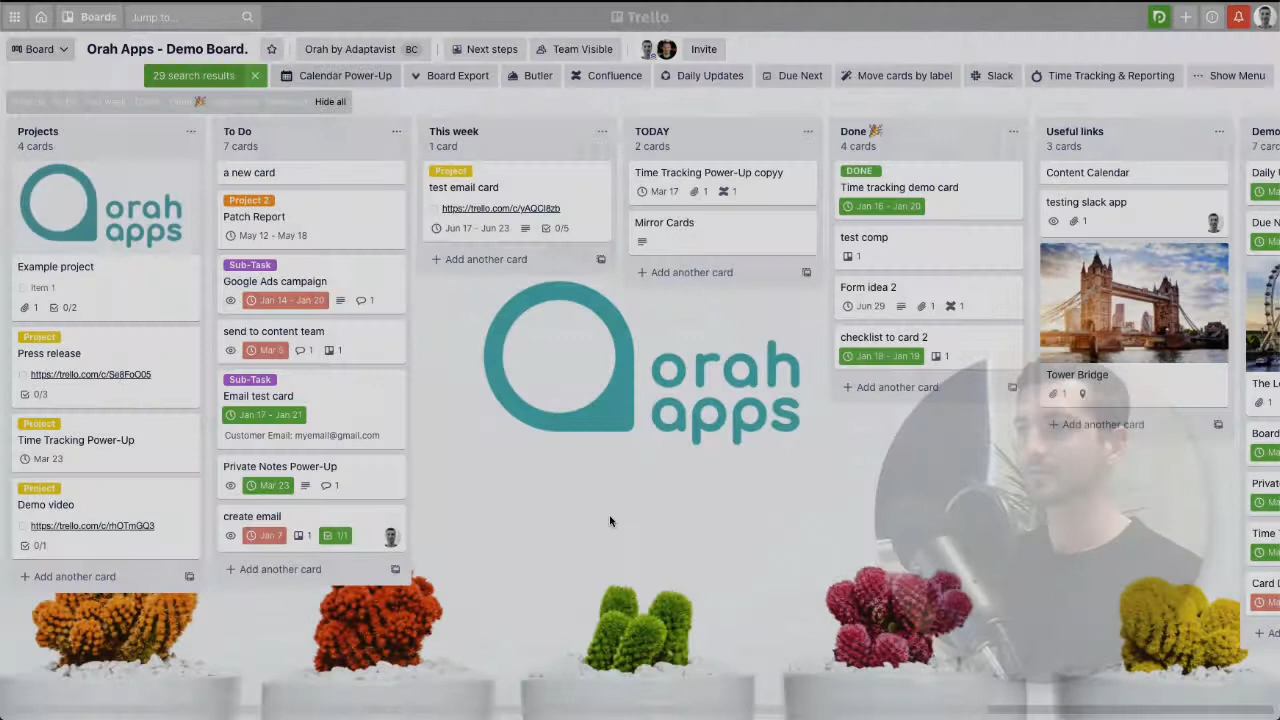 Boards
Jump to...
Trello
Board
Orah Apps - Demo Board.
Orah by Adaptavist
BC
Next steps
Team Visible
Invite
29 search results
Calendar Power-Up
Board Export
Butler
Confluence
Daily Updates
Due Next
Move cards by label
Slack
Time Tracking & Reporting
Show Menu
Hide all
Projects
4 cards
orah
apps
Example project
Item 1
1
0/2
Project
Press release
https://trello.com/c/Se8FoO05
0/3
Project
Time Tracking Power-Up
Mar 23
Project
Demo video
https://trello.com/c/rhOTmGQ3
0/1
+ Add another card
To Do
7 cards
a new card
Project 2
Patch Report
May 12 - May 18
Sub-Task
Google Ads campaign
Jan 14 - Jan 20
1
send to content team
1
1
Sub-Task
Email test card
Jan 17 - Jan 21
Customer Email: myemail@gmail.com
Private Notes Power-Up
Mar 23
1
create email
Jan 7
1
1/1
+ Add another card
This week
1 card
Project
test email card
Jun 17 - Jun 23
0/5
+ Add another card
TODAY
2 cards
Time Tracking Power-Up copyy
Mar 17
1
1
Mirror Cards
+ Add another card
orah
apps
Done 🎉
4 cards
DONE
Time tracking demo card
Jan 16 - Jan 20
test comp
1
Form idea 2
Jun 29
1
1
checklist to card 2
Jan 18 - Jan 19
1
+ Add another card
Useful links
3 cards
Content Calendar
testing slack app
1
Tower Bridge
1
+ Add another card